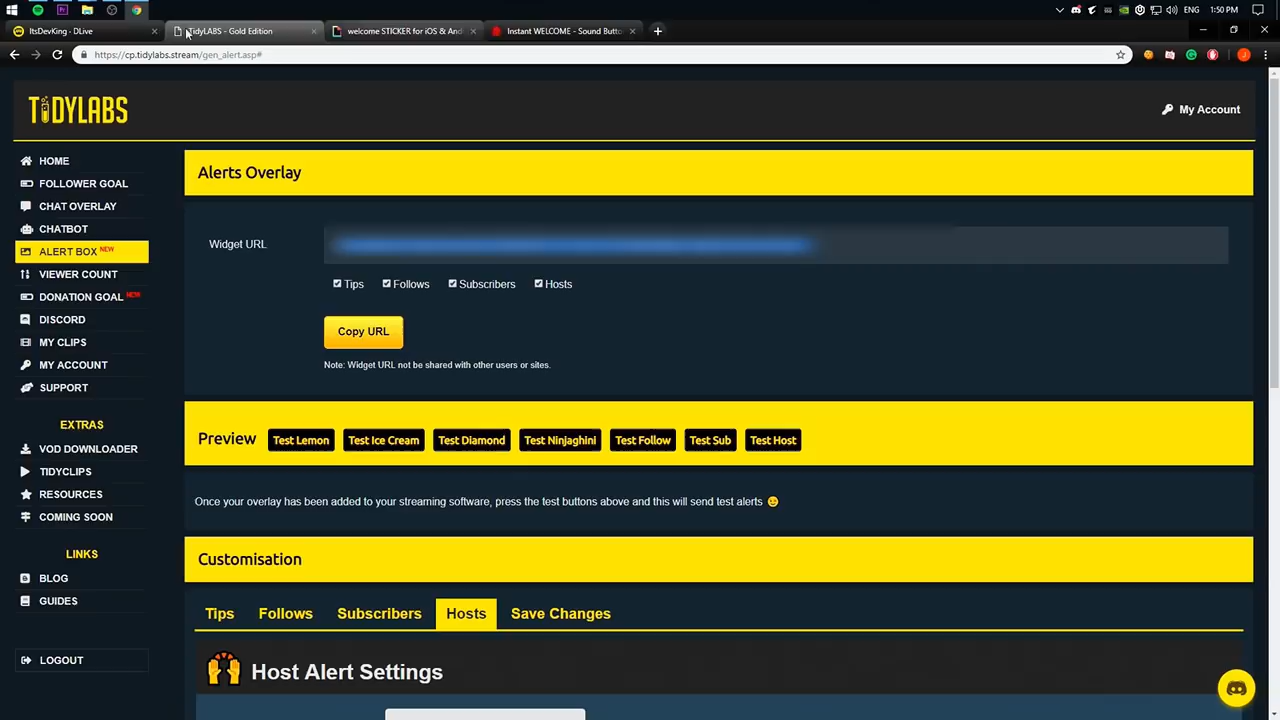 ENG 1:50 PM
ItsDevKing - DLive
TidyLABS - Gold Edition
welcome STICKER for iOS & And
Instant WELCOME - Sound Butto
https://cp.tidylabs.stream/gen_alert.asp#
TIDYLABS
My Account
HOME
FOLLOWER GOAL
CHAT OVERLAY
CHATBOT
ALERT BOX NEW
VIEWER COUNT
DONATION GOAL NEW
DISCORD
MY CLIPS
MY ACCOUNT
SUPPORT
EXTRAS
VOD DOWNLOADER
TIDYCLIPS
RESOURCES
COMING SOON
LINKS
BLOG
GUIDES
LOGOUT
Alerts Overlay
Widget URL
Tips Follows Subscribers Hosts
Copy URL
Note: Widget URL not be shared with other users or sites.
Preview Test Lemon Test Ice Cream Test Diamond Test Ninjaghini Test Follow Test Sub Test Host
Once your overlay has been added to your streaming software, press the test buttons above and this will send test alerts
Customisation
Tips Follows Subscribers Hosts Save Changes
Host Alert Settings